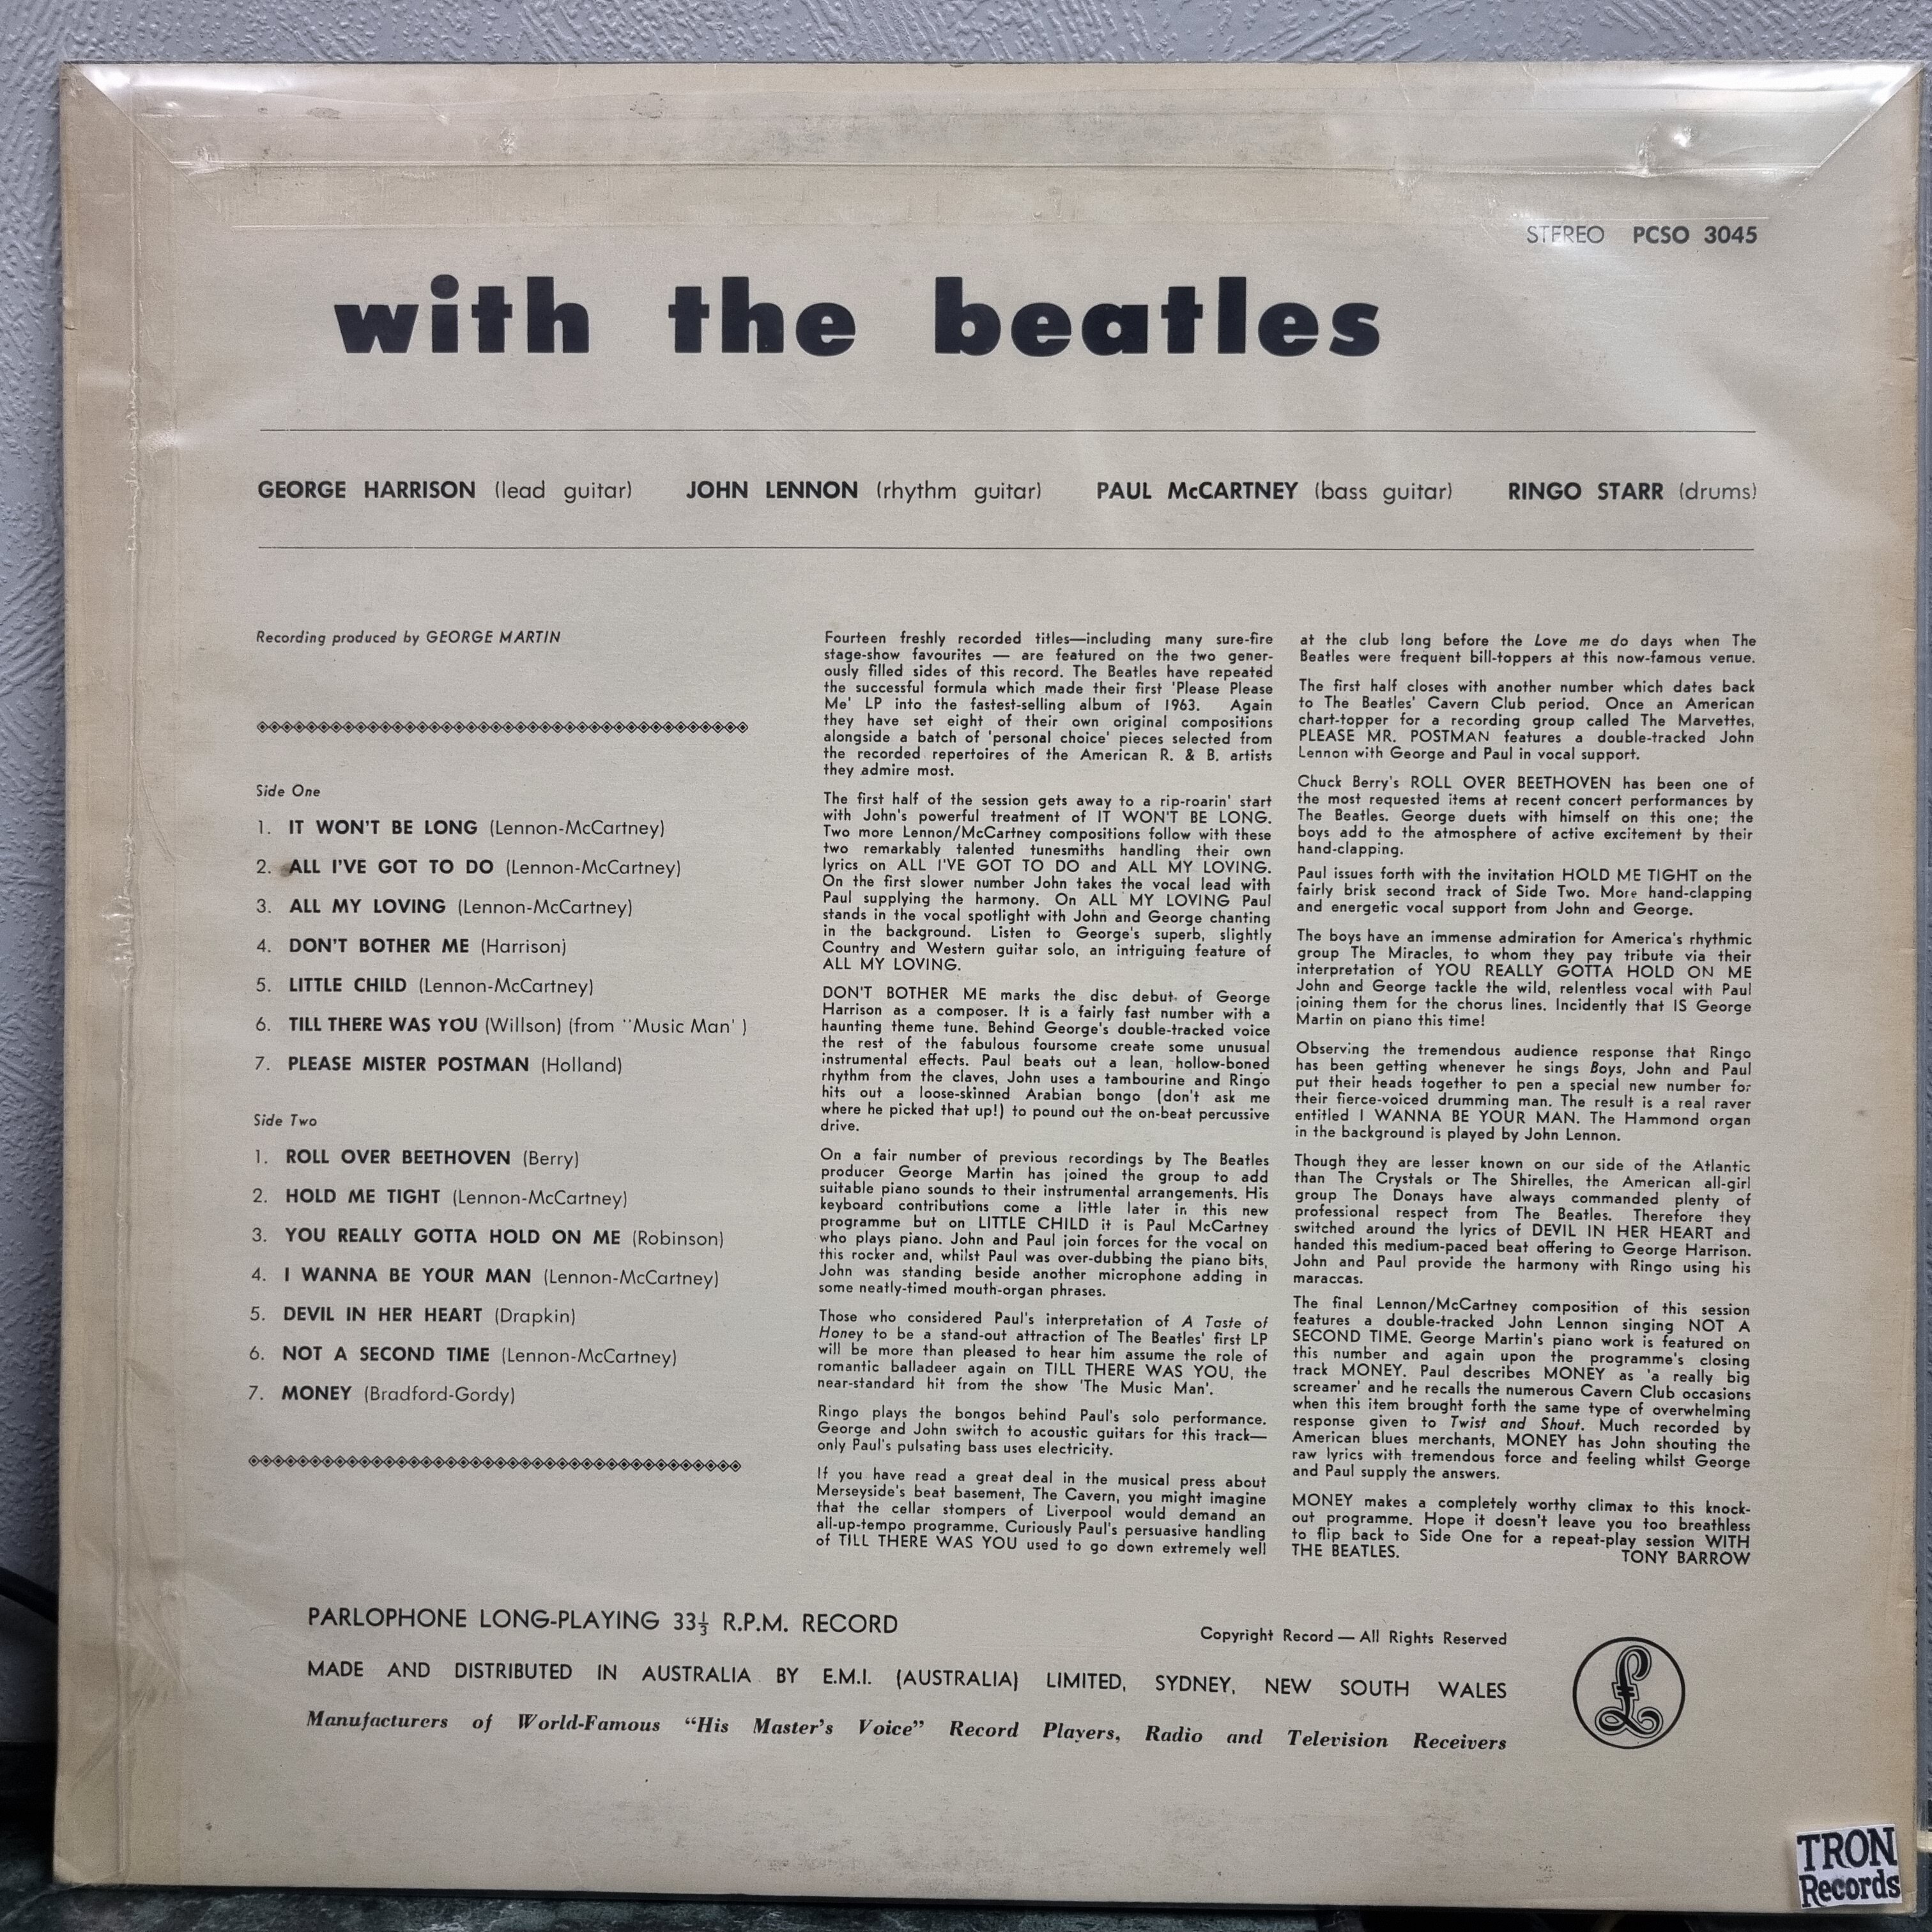 STEREO PCSO 3045
with the beatles
GEORGE HARRISON (lead guitar) JOHN LENNON (rhythm guitar) PAUL McCARTNEY (bass guitar) RINGO STARR (drums)
Recording produced by GEORGE MARTIN
Side One
1. IT WON'T BE LONG (Lennon-McCartney)
2. ALL I'VE GOT TO DO (Lennon-McCartney)
3. ALL MY LOVING (Lennon-McCartney)
4. DON'T BOTHER ME (Harrison)
5. LITTLE CHILD (Lennon-McCartney)
6. TILL THERE WAS YOU (Willson) (from ''Music Man' )
7. PLEASE MISTER POSTMAN (Holland)
Side Two
1. ROLL OVER BEETHOVEN (Berry)
2. HOLD ME TIGHT (Lennon-McCartney)
3. YOU REALLY GOTTA HOLD ON ME (Robinson)
4. I WANNA BE YOUR MAN (Lennon-McCartney)
5. DEVIL IN HER HEART (Drapkin)
6. NOT A SECOND TIME (Lennon-McCartney)
7. MONEY (Bradford-Gordy)
Fourteen freshly recorded titles—including many sure-fire
stage-show favourites — are featured on the two gener-
ously filled sides of this record. The Beatles have repeated
the successful formula which made their first 'Please Please
Me' LP into the fastest-selling album of 1963. Again
they have set eight of their own original compositions
alongside a batch of 'personal choice' pieces selected from
the recorded repertoires of the American R. & B. artists
they admire most.
The first half of the session gets away to a rip-roarin' start
with John's powerful treatment of IT WON'T BE LONG.
Two more Lennon/McCartney compositions follow with these
two remarkably talented tunesmiths handling their own
lyrics on ALL I'VE GOT TO DO and ALL MY LOVING.
On the first slower number John takes the vocal lead with
Paul supplying the harmony. On ALL MY LOVING Paul
stands in the vocal spotlight with John and George chanting
in the background. Listen to George's superb, slightly
Country and Western guitar solo, an intriguing feature of
ALL MY LOVING.
DON'T BOTHER ME marks the disc debut of George
Harrison as a composer. It is a fairly fast number with a
haunting theme tune. Behind George's double-tracked voice
the rest of the fabulous foursome create some unusual
instrumental effects. Paul beats out a lean, hollow-boned
rhythm from the claves, John uses a tambourine and Ringo
hits out a loose-skinned Arabian bongo (don't ask me
where he picked that up!) to pound out the on-beat percussive
drive.
On a fair number of previous recordings by The Beatles
producer George Martin has joined the group to add
suitable piano sounds to their instrumental arrangements. His
keyboard contributions come a little later in this new
programme but on LITTLE CHILD it is Paul McCartney
who plays piano. John and Paul join forces for the vocal on
this rocker and, whilst Paul was over-dubbing the piano bits,
John was standing beside another microphone adding in
some neatly-timed mouth-organ phrases.
Those who considered Paul's interpretation of A Taste of
Honey to be a stand-out attraction of The Beatles' first LP
will be more than pleased to hear him assume the role of
romantic balladeer again on TILL THERE WAS YOU, the
near-standard hit from the show 'The Music Man'.
Ringo plays the bongos behind Paul's solo performance.
George and John switch to acoustic guitars for this track—
only Paul's pulsating bass uses electricity.
If you have read a great deal in the musical press about
Merseyside's beat basement, The Cavern, you might imagine
that the cellar stompers of Liverpool would demand an
all-up-tempo programme. Curiously Paul's persuasive handling
of TILL THERE WAS YOU used to go down extremely well
at the club long before the Love me do days when The
Beatles were frequent bill-toppers at this now-famous venue.
The first half closes with another number which dates back
to The Beatles' Cavern Club period. Once an American
chart-topper for a recording group called The Marvettes,
PLEASE MR. POSTMAN features a double-tracked John
Lennon with George and Paul in vocal support.
Chuck Berry's ROLL OVER BEETHOVEN has been one of
the most requested items at recent concert performances by
The Beatles. George duets with himself on this one; the
boys add to the atmosphere of active excitement by their
hand-clapping.
Paul issues forth with the invitation HOLD ME TIGHT on the
fairly brisk second track of Side Two. More hand-clapping
and energetic vocal support from John and George.
The boys have an immense admiration for America's rhythmic
group The Miracles, to whom they pay tribute via their
interpretation of YOU REALLY GOTTA HOLD ON ME
John and George tackle the wild, relentless vocal with Paul
joining them for the chorus lines. Incidently that IS George
Martin on piano this time!
Observing the tremendous audience response that Ringo
has been getting whenever he sings Boys, John and Paul
put their heads together to pen a special new number for
their fierce-voiced drumming man. The result is a real raver
entitled I WANNA BE YOUR MAN. The Hammond organ
in the background is played by John Lennon.
Though they are lesser known on our side of the Atlantic
than The Crystals or The Shirelles, the American all-girl
group The Donays have always commanded plenty of
professional respect from The Beatles. Therefore they
switched around the lyrics of DEVIL IN HER HEART and
handed this medium-paced beat offering to George Harrison.
John and Paul provide the harmony with Ringo using his
maraccas.
The final Lennon/McCartney composition of this session
features a double-tracked John Lennon singing NOT A
SECOND TIME. George Martin's piano work is featured on
this number and again upon the programme's closing
track MONEY. Paul describes MONEY as 'a really big
screamer' and he recalls the numerous Cavern Club occasions
when this item brought forth the same type of overwhelming
response given to Twist and Shout. Much recorded by
American blues merchants, MONEY has John shouting the
raw lyrics with tremendous force and feeling whilst George
and Paul supply the answers.
MONEY makes a completely worthy climax to this knock-
out programme. Hope it doesn't leave you too breathless
to flip back to Side One for a repeat-play session WITH
THE BEATLES. TONY BARROW
PARLOPHONE LONG-PLAYING 33⅓ R.P.M. RECORD
Copyright Record — All Rights Reserved
MADE AND DISTRIBUTED IN AUSTRALIA BY E.M.I. (AUSTRALIA) LIMITED, SYDNEY, NEW SOUTH WALES
Manufacturers of World-Famous "His Master's Voice" Record Players, Radio and Television Receivers
£
TRON
Records